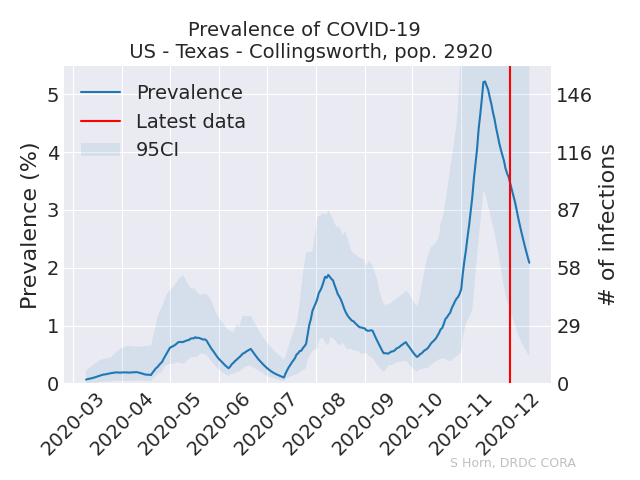 Prevalence of COVID-19
US - Texas - Collingsworth, pop. 2920
Prevalence
Latest data
95CI
Prevalence (%)
5
4
3
2
1
0
146
116
87
58
29
0
# of infections
2020-03
2020-04
2020-05
2020-06
2020-07
2020-08
2020-09
2020-10
2020-11
2020-12
S Horn, DRDC CORA